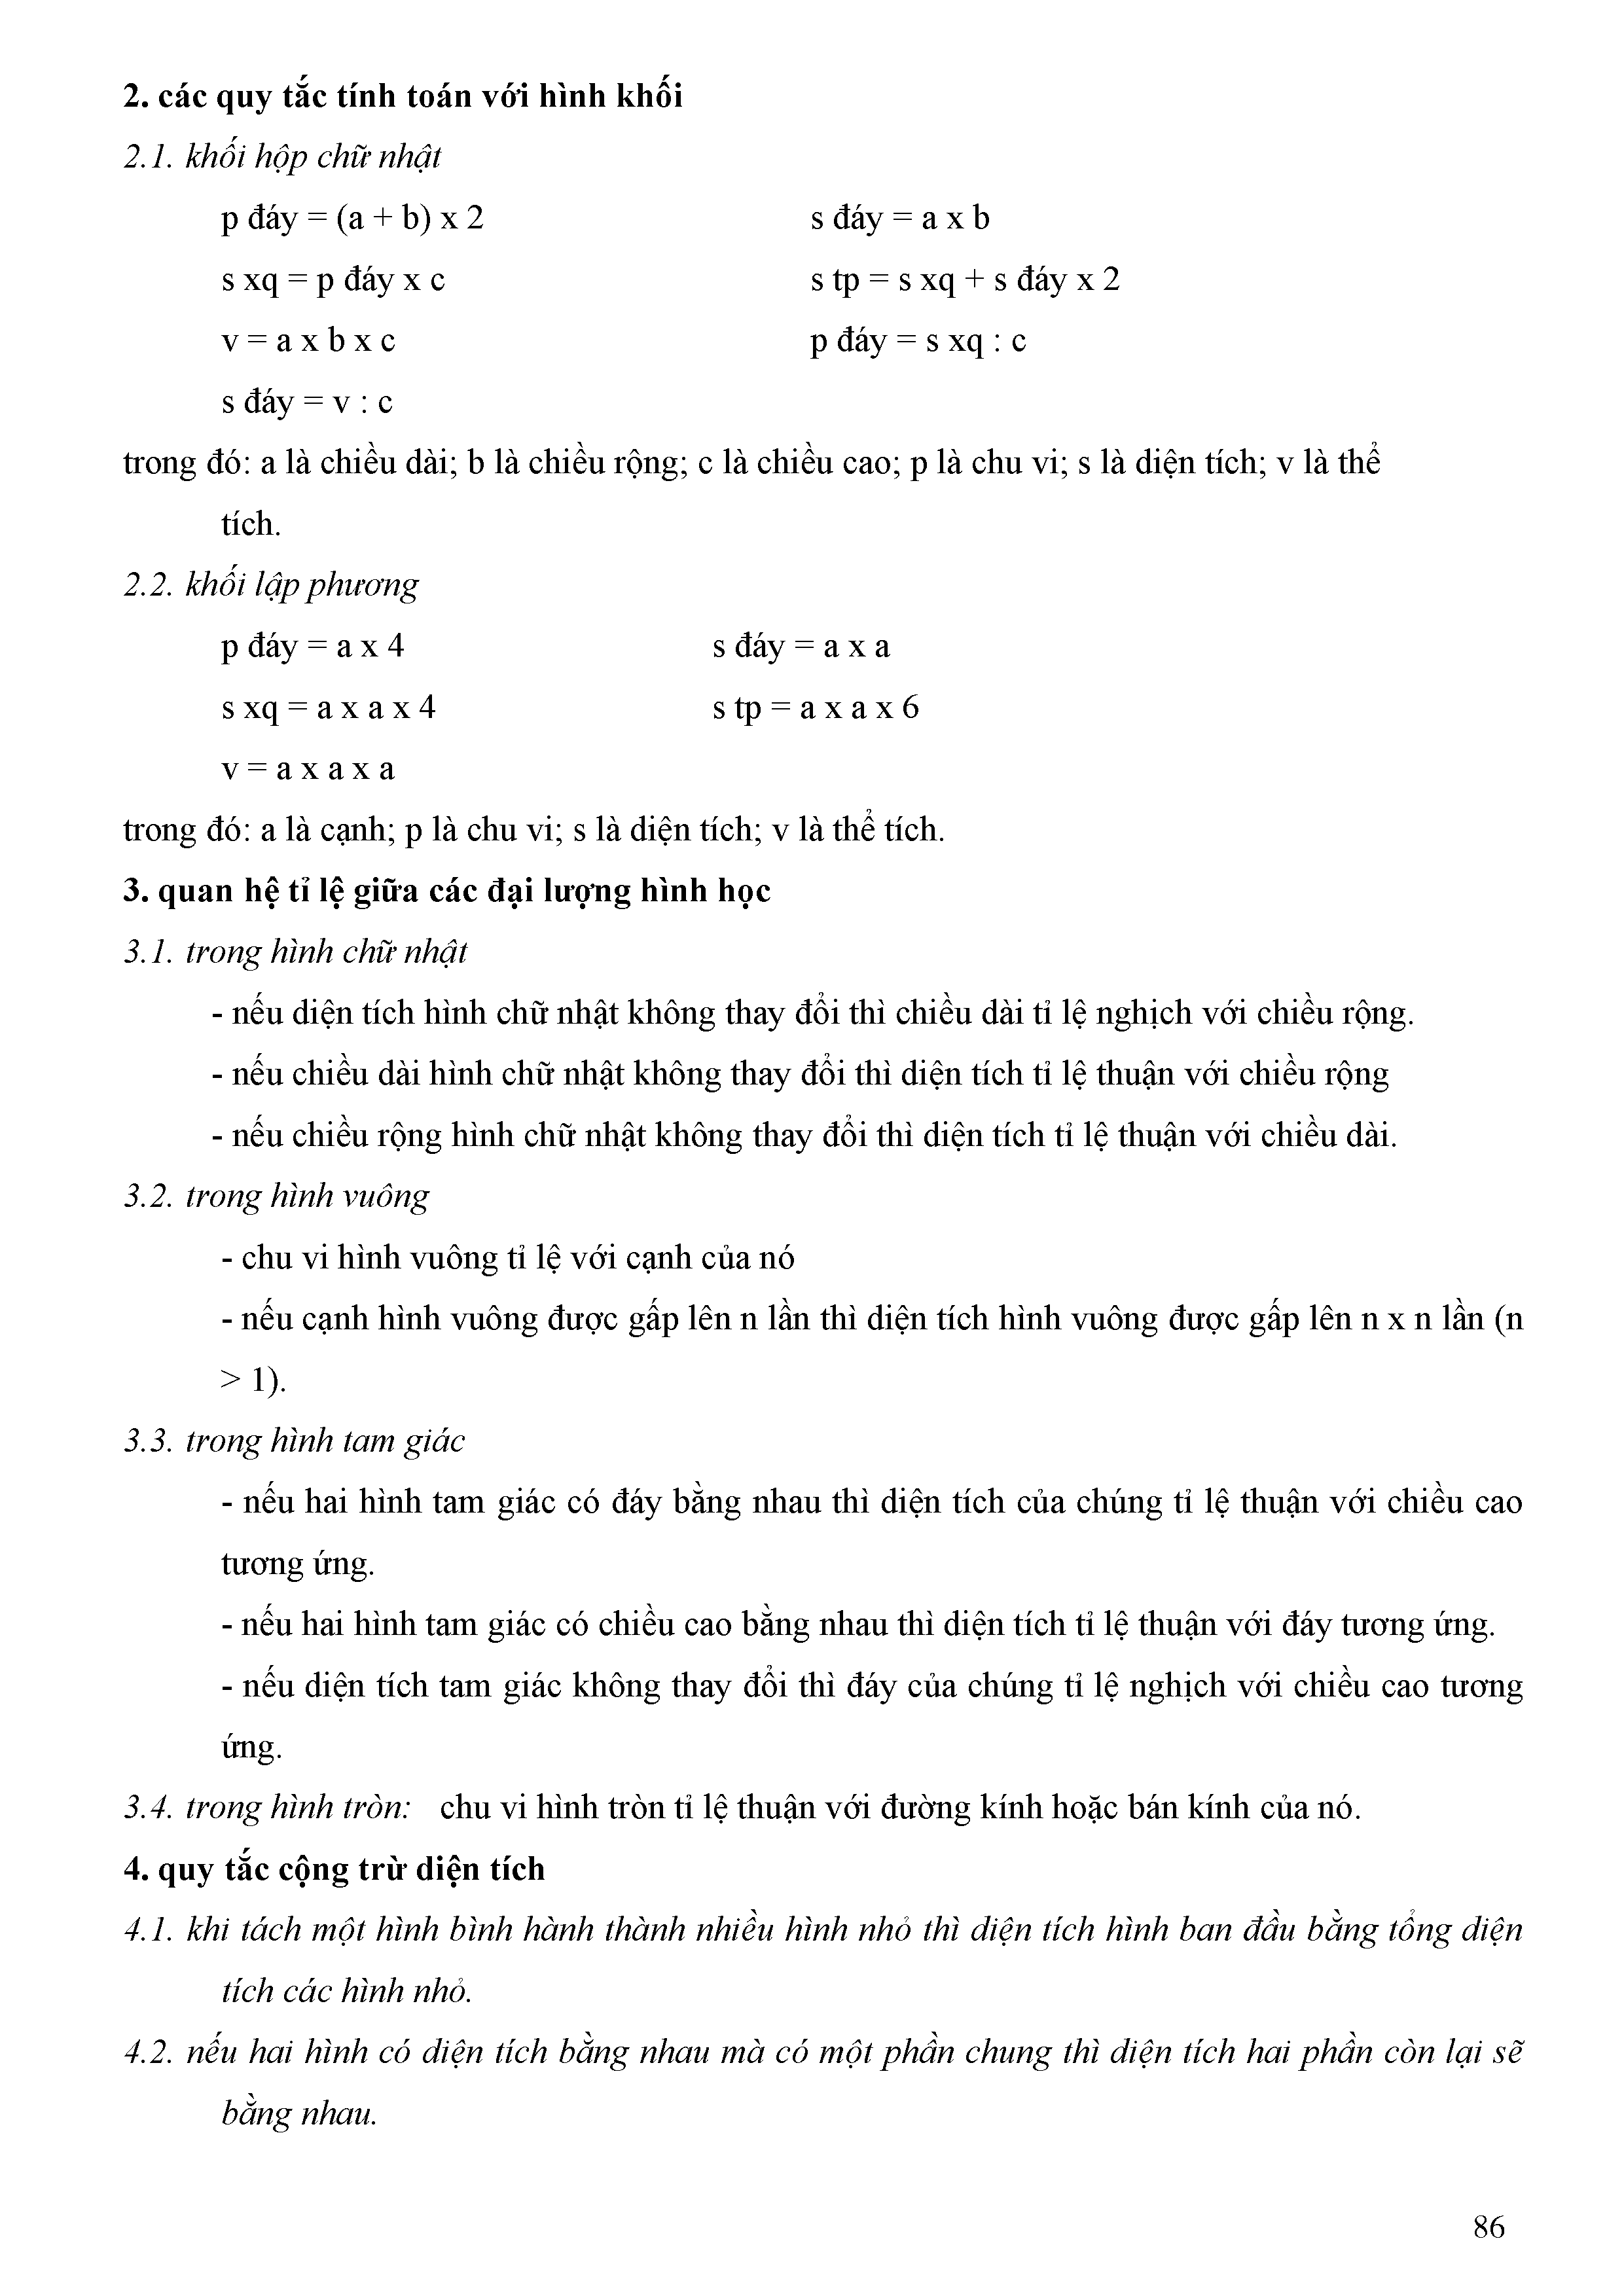 2. các quy tắc tính toán với hình khối
2.1. khối hộp chữ nhật
p đáy = (a + b) x 2 s đáy = a x b
s xq = p đáy x c s tp = s xq + s đáy x 2
v = a x b x c p đáy = s xq : c
s đáy = v : c
trong đó: a là chiều dài; b là chiều rộng; c là chiều cao; p là chu vi; s là diện tích; v là thể
tích.
2.2. khối lập phương
p đáy = a x 4 s đáy = a x a
s xq = a x a x 4 s tp = a x a x 6
v = a x a x a
trong đó: a là cạnh; p là chu vi; s là diện tích; v là thể tích.
3. quan hệ tỉ lệ giữa các đại lượng hình học
3.1. trong hình chữ nhật
- nếu diện tích hình chữ nhật không thay đổi thì chiều dài tỉ lệ nghịch với chiều rộng.
- nếu chiều dài hình chữ nhật không thay đổi thì diện tích tỉ lệ thuận với chiều rộng
- nếu chiều rộng hình chữ nhật không thay đổi thì diện tích tỉ lệ thuận với chiều dài.
3.2. trong hình vuông
- chu vi hình vuông tỉ lệ với cạnh của nó
- nếu cạnh hình vuông được gấp lên n lần thì diện tích hình vuông được gấp lên n x n lần (n
> 1).
3.3. trong hình tam giác
- nếu hai hình tam giác có đáy bằng nhau thì diện tích của chúng tỉ lệ thuận với chiều cao
tương ứng.
- nếu hai hình tam giác có chiều cao bằng nhau thì diện tích tỉ lệ thuận với đáy tương ứng.
- nếu diện tích tam giác không thay đổi thì đáy của chúng tỉ lệ nghịch với chiều cao tương
ứng.
3.4. trong hình tròn: chu vi hình tròn tỉ lệ thuận với đường kính hoặc bán kính của nó.
4. quy tắc cộng trừ diện tích
4.1. khi tách một hình bình hành thành nhiều hình nhỏ thì diện tích hình ban đầu bằng tổng diện
tích các hình nhỏ.
4.2. nếu hai hình có diện tích bằng nhau mà có một phần chung thì diện tích hai phần còn lại sẽ
bằng nhau.
86